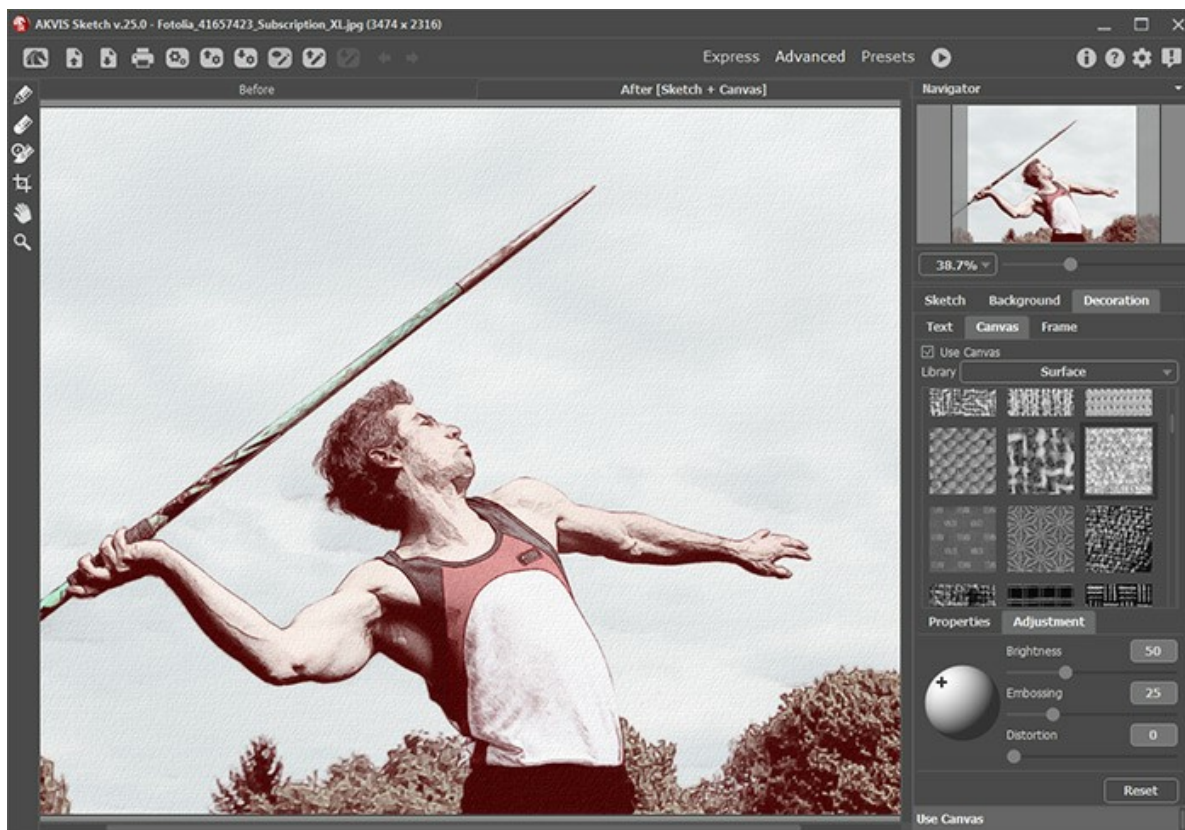 AKVIS Sketch v.25.0 - Fotolia_41657423_Subscription_XL.jpg (3474 x 2316)
Express Advanced Presets
Before After [Sketch + Canvas]
Navigator
38.7%
Sketch Background Decoration
Text Canvas Frame
Use Canvas
Library Surface
Properties Adjustment
Brightness 50
Embossing 25
Distortion 0
Reset
Use Canvas